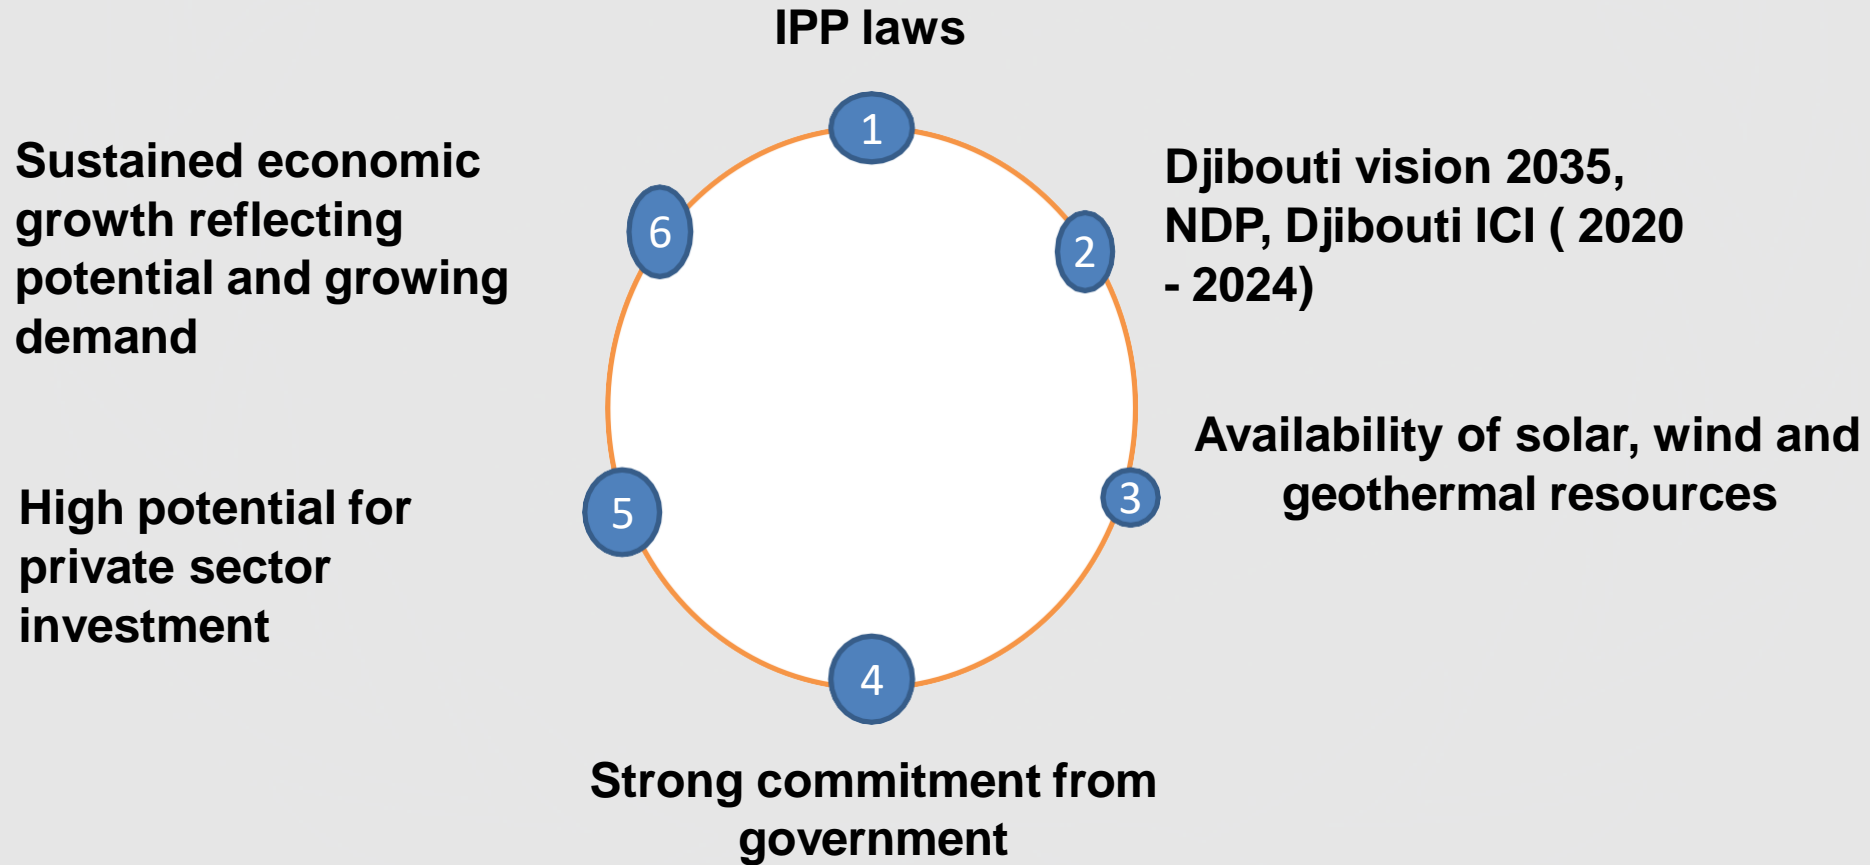 IPP laws
1
Djibouti vision 2035,
NDP, Djibouti ICI ( 2020
- 2024)
2
Availability of solar, wind and
geothermal resources
3
4
Strong commitment from
government
5
High potential for
private sector
investment
6
Sustained economic
growth reflecting
potential and growing
demand